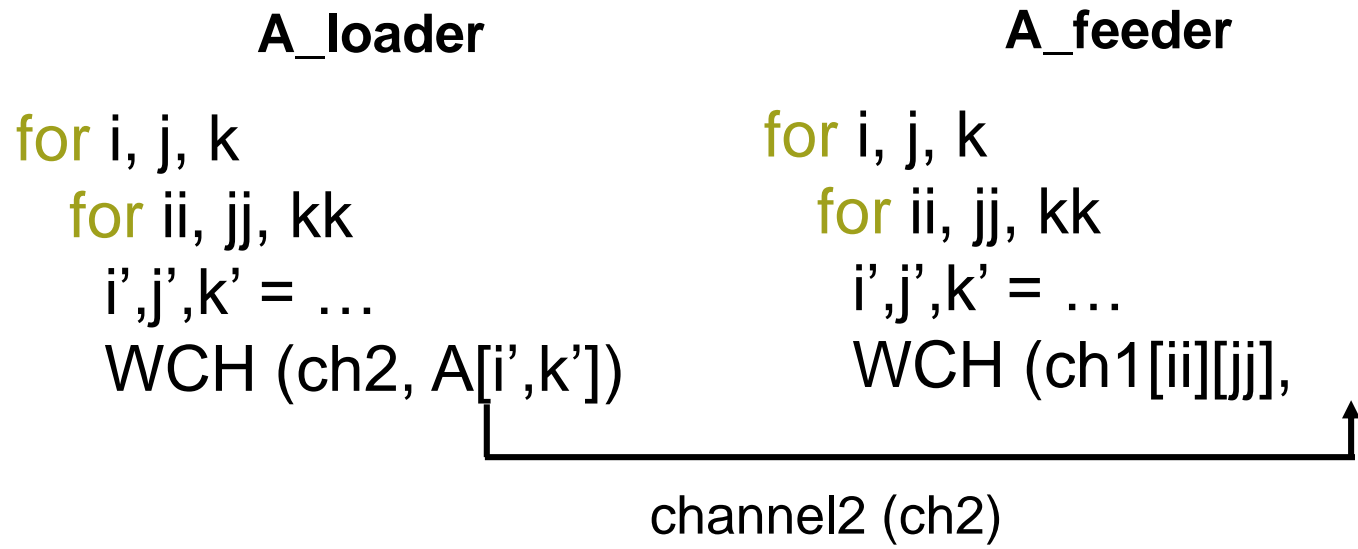 A_loader
for i, j, k
for ii, jj, kk
i’,j’,k’ = …
WCH (ch2, A[i’,k’])
A_feeder
for i, j, k
for ii, jj, kk
i’,j’,k’ = …
WCH (ch1[ii][jj],
channel2 (ch2)